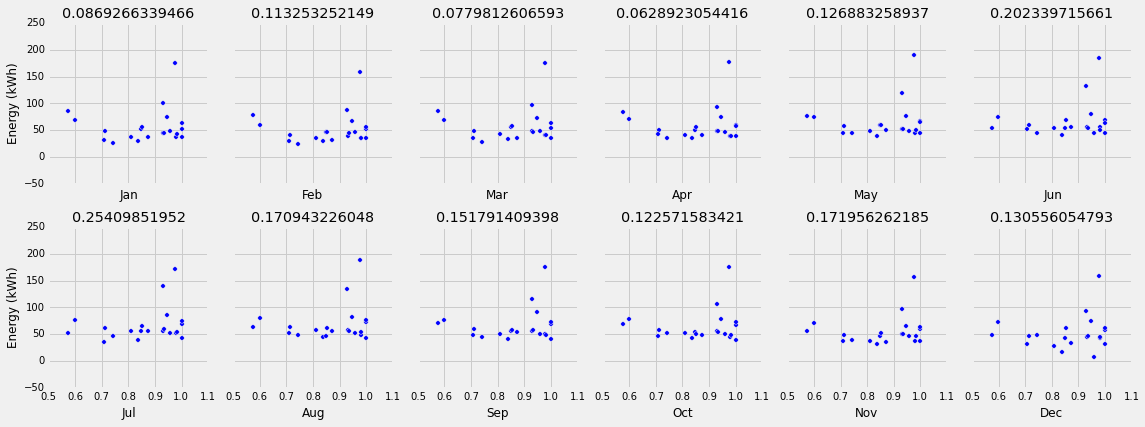 0.0869266339466 0.113253252149 0.0779812606593 0.0628923054416 0.126883258937 0.202339715661
250
200
150
100
50
0
−50
Energy (kWh)
Jan Feb Mar Apr May Jun
0.25409851952 0.170943226048 0.151791409398 0.122571583421 0.171956262185 0.130556054793
250
200
150
100
50
0
−50
Energy (kWh)
0.5 0.6 0.7 0.8 0.9 1.0 1.1 0.5 0.6 0.7 0.8 0.9 1.0 1.1 0.5 0.6 0.7 0.8 0.9 1.0 1.1 0.5 0.6 0.7 0.8 0.9 1.0 1.1 0.5 0.6 0.7 0.8 0.9 1.0 1.1 0.5 0.6 0.7 0.8 0.9 1.0 1.1
Jul Aug Sep Oct Nov Dec